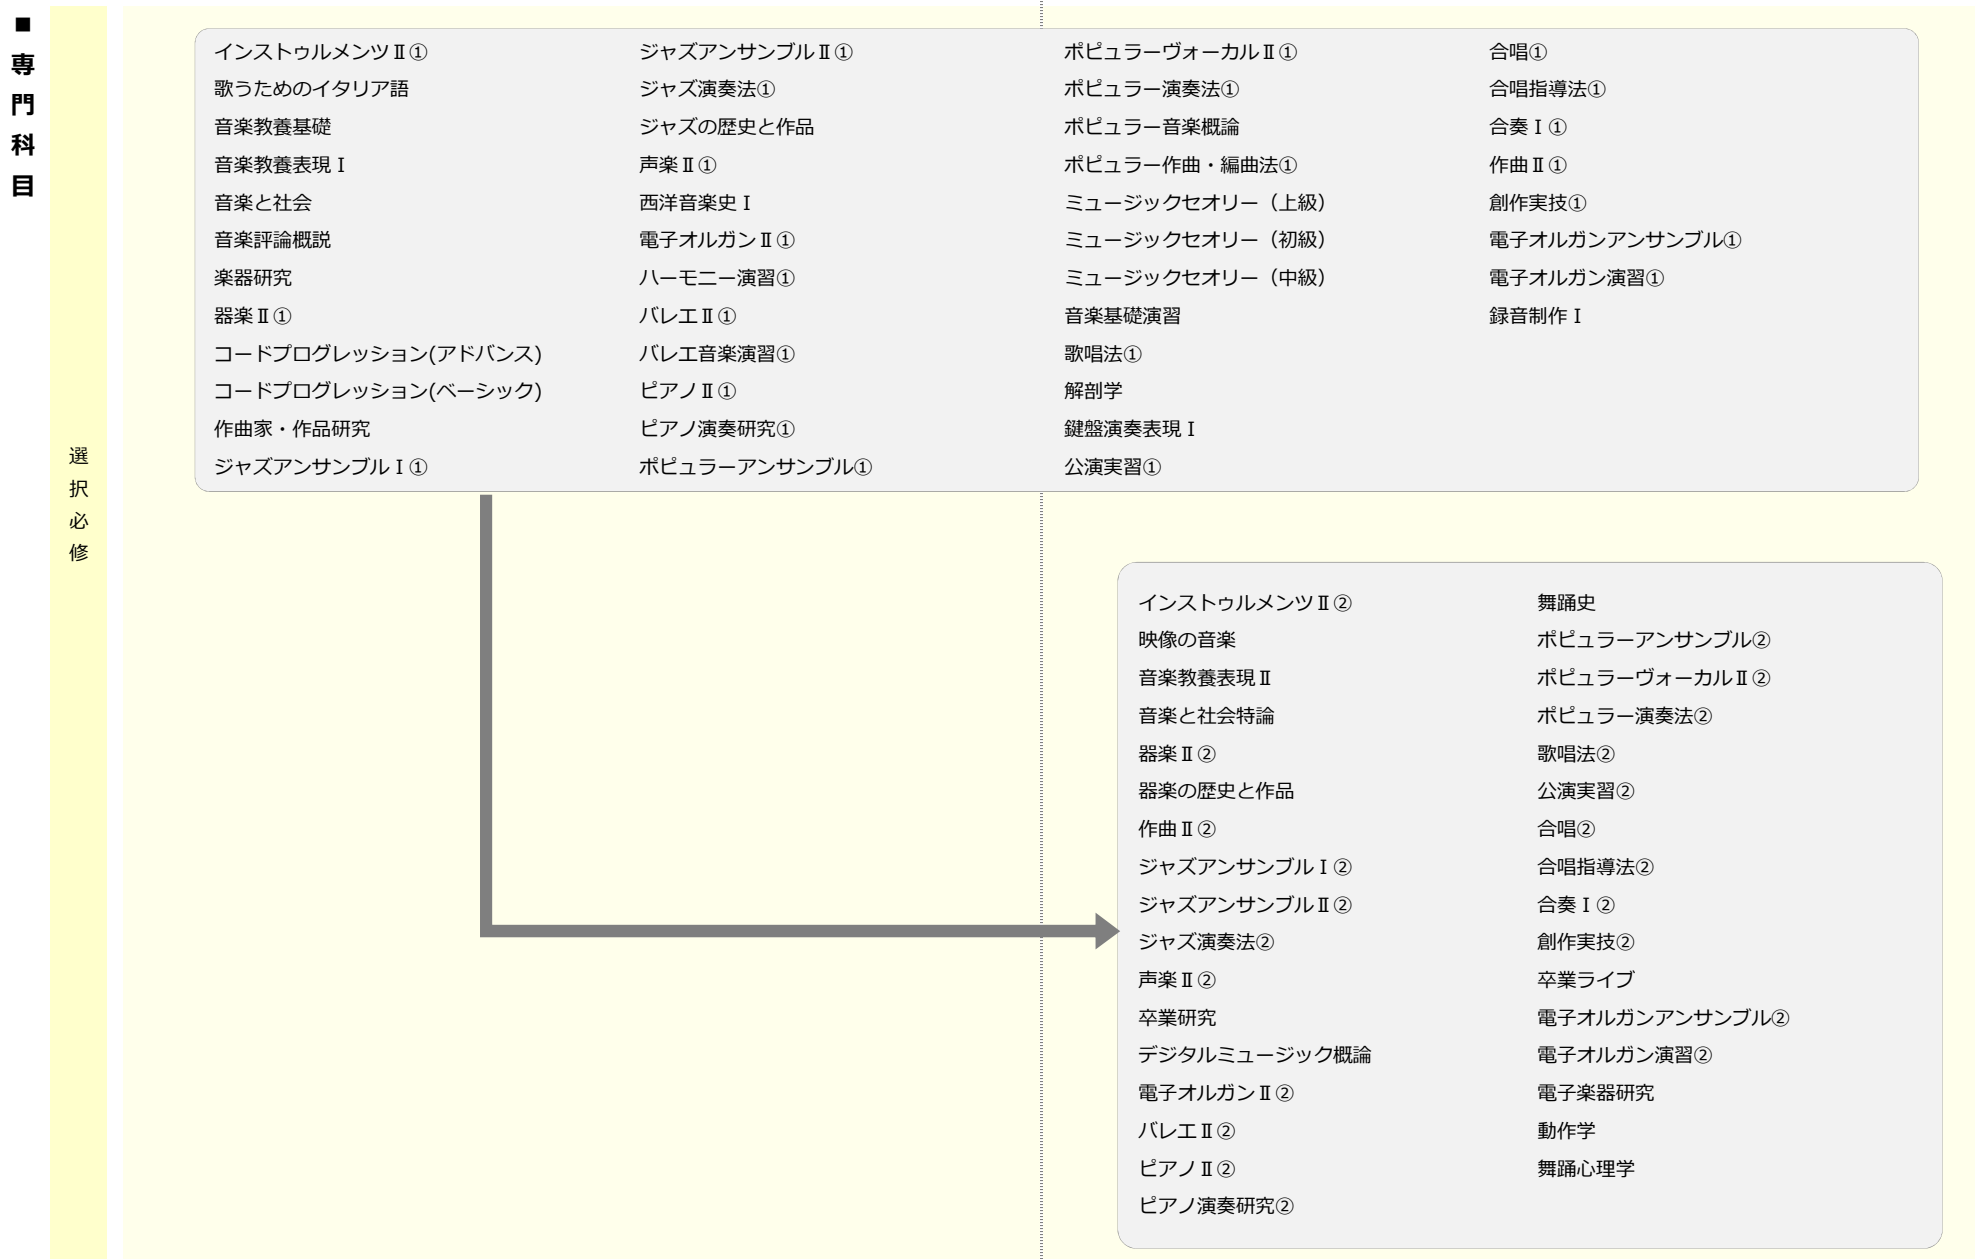 ■専門科目
選択必修
インストゥルメンツⅡ①
歌うためのイタリア語
音楽教養基礎
音楽教養表現Ⅰ
音楽と社会
音楽評論概説
楽器研究
器楽Ⅱ①
コードプログレッション(アドバンス)
コードプログレッション(ベーシック)
作曲家・作品研究
ジャズアンサンブルⅠ①
ジャズアンサンブルⅡ①
ジャズ演奏法①
ジャズの歴史と作品
声楽Ⅱ①
西洋音楽史Ⅰ
電子オルガンⅡ①
ハーモニー演習①
バレエⅡ①
バレエ音楽演習①
ピアノⅡ①
ピアノ演奏研究①
ポピュラーアンサンブル①
ポピュラーヴォーカルⅡ①
ポピュラー演奏法①
ポピュラー音楽概論
ポピュラー作曲・編曲法①
ミュージックセオリー（上級）
ミュージックセオリー（初級）
ミュージックセオリー（中級）
音楽基礎演習
歌唱法①
解剖学
鍵盤演奏表現Ⅰ
公演実習①
合唱①
合唱指導法①
合奏Ⅰ①
作曲Ⅱ①
創作実技①
電子オルガンアンサンブル①
電子オルガン演習①
録音制作Ⅰ
インストゥルメンツⅡ②
映像の音楽
音楽教養表現Ⅱ
音楽と社会特論
器楽Ⅱ②
器楽の歴史と作品
作曲Ⅱ②
ジャズアンサンブルⅠ②
ジャズアンサンブルⅡ②
ジャズ演奏法②
声楽Ⅱ②
卒業研究
デジタルミュージック概論
電子オルガンⅡ②
バレエⅡ②
ピアノⅡ②
ピアノ演奏研究②
舞踊史
ポピュラーアンサンブル②
ポピュラーヴォーカルⅡ②
ポピュラー演奏法②
歌唱法②
公演実習②
合唱②
合唱指導法②
合奏Ⅰ②
創作実技②
卒業ライブ
電子オルガンアンサンブル②
電子オルガン演習②
電子楽器研究
動作学
舞踊心理学